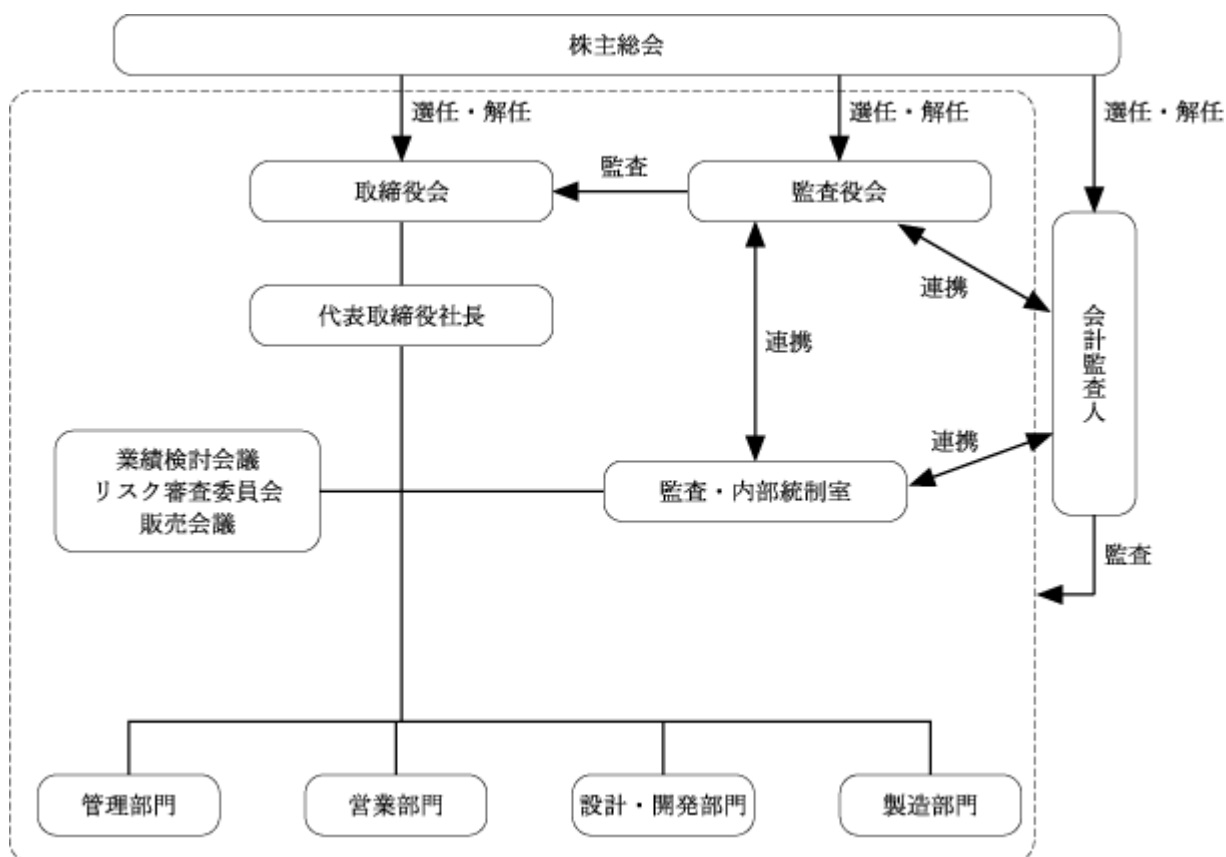 株主総会
選任・解任
選任・解任
選任・解任
取締役会
監査
監査役会
代表取締役社長
連携
連携
会計監査人
業績検討会議
リスク審査委員会
販売会議
監査・内部統制室
連携
監査
管理部門
営業部門
設計・開発部門
製造部門